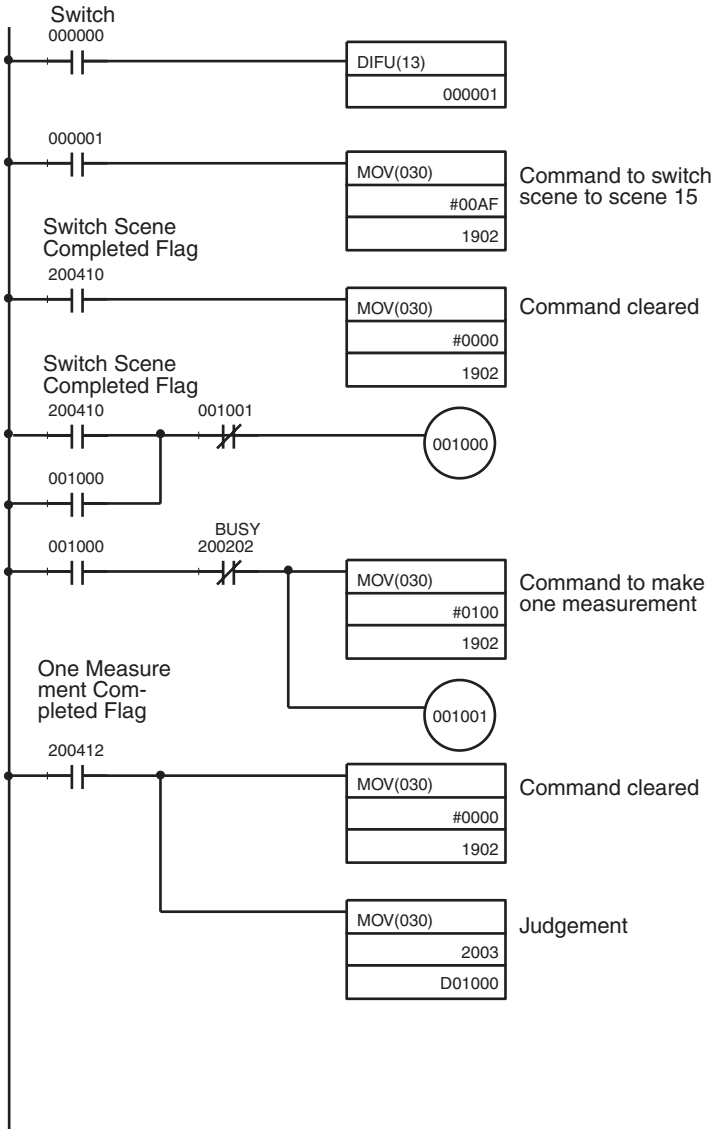 Switch
000000
DIFU(13)
000001
000001
MOV(030)
#00AF
1902
Command to switch
scene to scene 15
Switch Scene
Completed Flag
200410
MOV(030)
#0000
1902
Command cleared
Switch Scene
Completed Flag
200410
001001
001000
001000
BUSY
001000
200202
MOV(030)
#0100
1902
Command to make
one measurement
001001
One Measure
ment Com-
pleted Flag
200412
MOV(030)
#0000
1902
Command cleared
MOV(030)
2003
D01000
Judgement